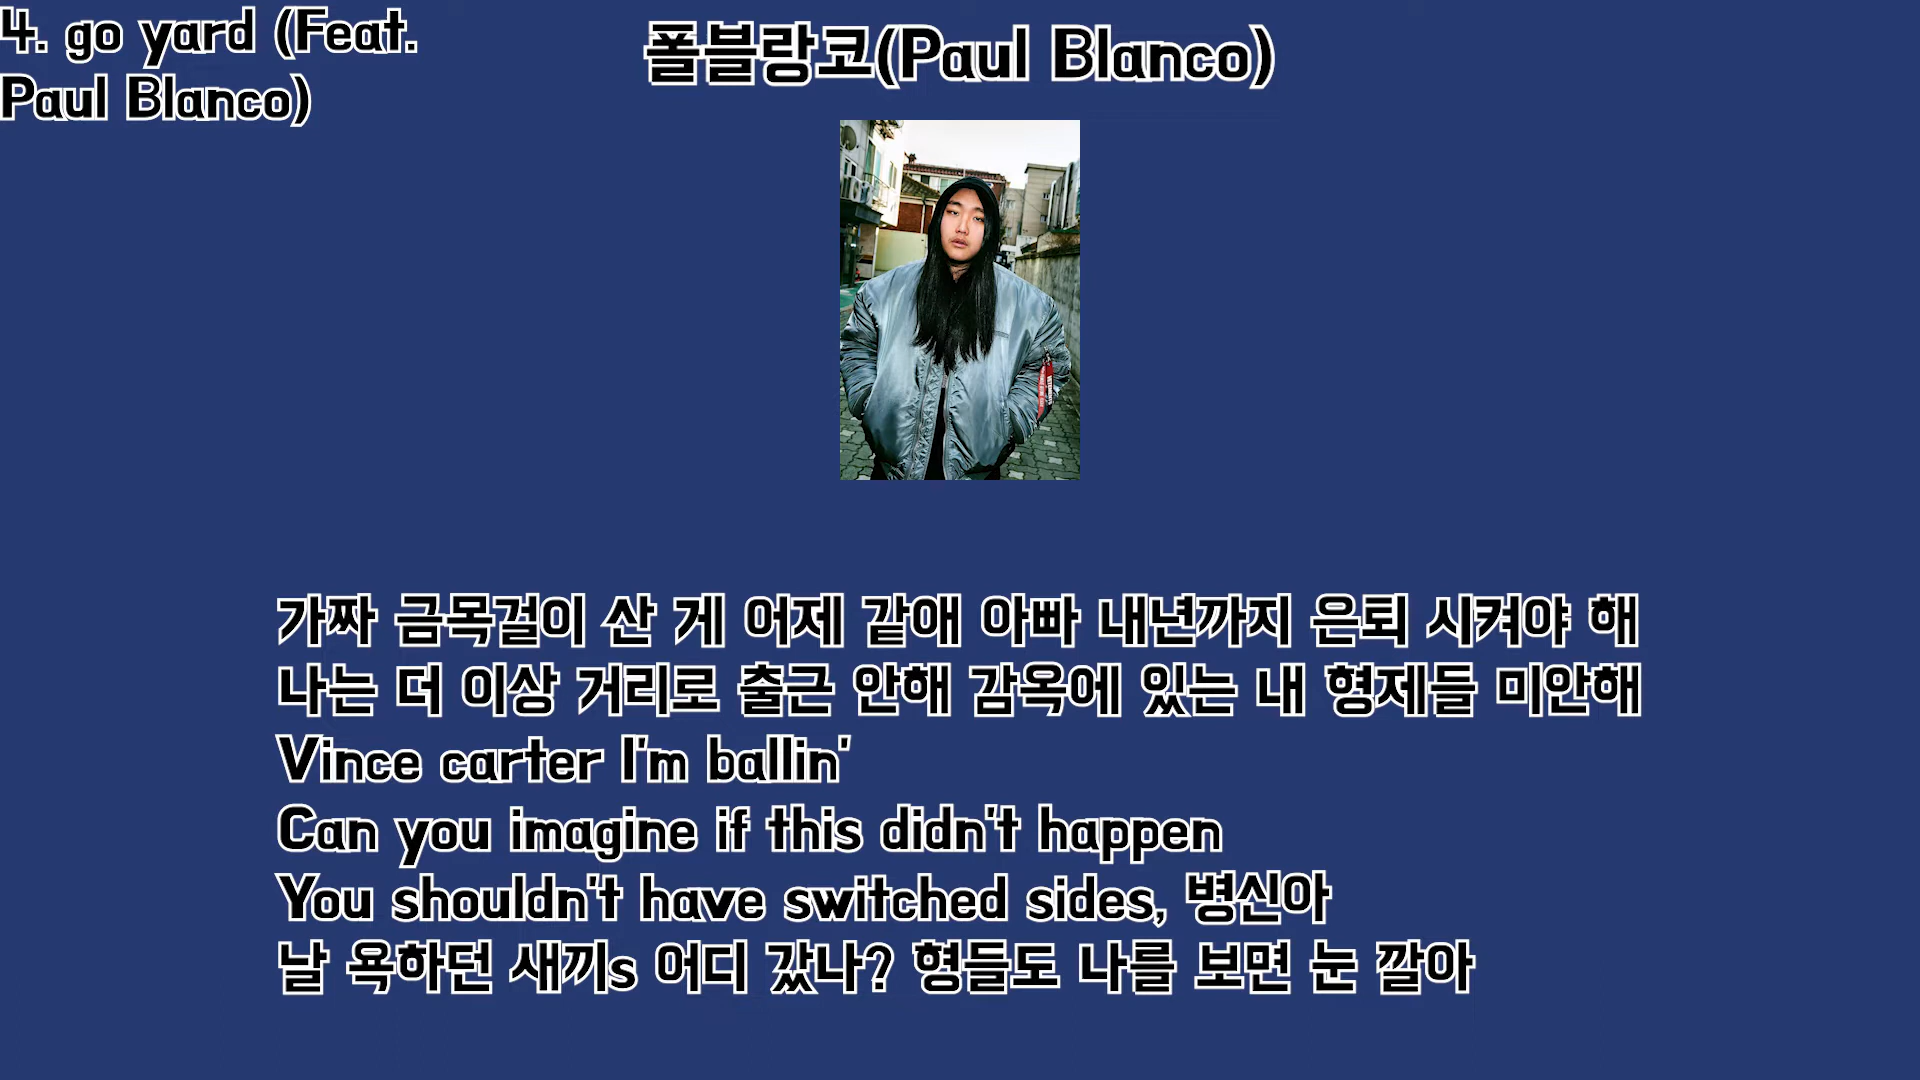 4. go yard (Feat.
Paul Blanco)
폴블랑코(Paul Blanco)
가짜 금목걸이 산 게 어제 같애 아빠 내년까지 은퇴 시켜야 해
나는 더 이상 거리로 출근 안해 감옥에 있는 내 형제들 미안해
Vince carter I'm ballin'
Can you imagine if this didn't happen
You shouldn't have switched sides, 병신아
날 욕하던 새끼s 어디 갔나? 형들도 나를 보면 눈 깔아